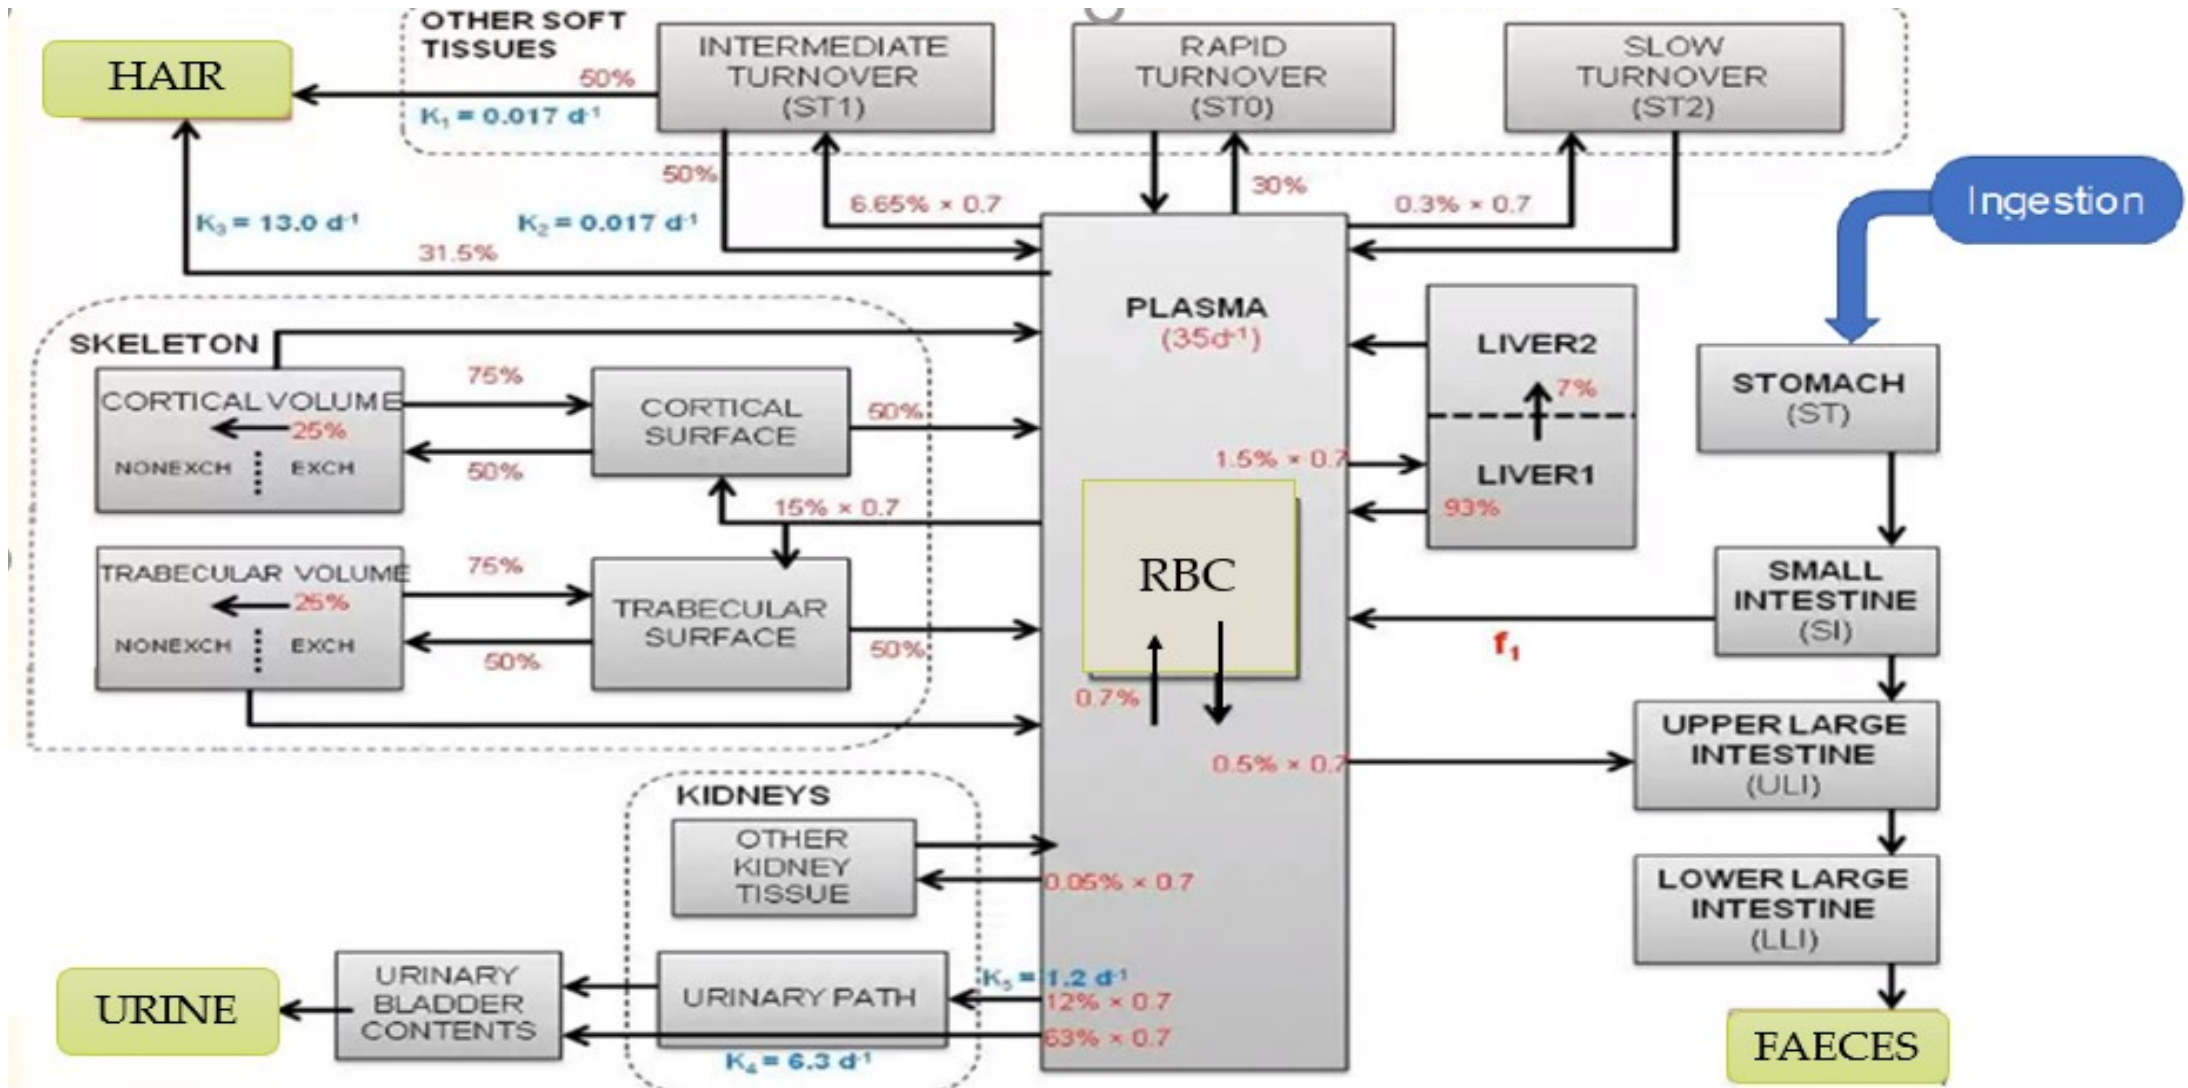 OTHER SOFT
TISSUES
HAIR
50%
K₁ = 0.017 d⁻¹
INTERMEDIATE
TURNOVER
(ST1)
RAPID
TURNOVER
(ST0)
SLOW
TURNOVER
(ST2)
Ingestion
50%
6.65% × 0.7
30%
0.3% × 0.7
K₃ = 13.0 d⁻¹
K₂ = 0.017 d⁻¹
31.5%
PLASMA
(35d⁻¹)
SKELETON
CORTICAL VOLUME
25%
NONEXCH
EXCH
75%
50%
CORTICAL
SURFACE
50%
15% × 0.7
TRABECULAR VOLUME
25%
NONEXCH
EXCH
75%
50%
TRABECULAR
SURFACE
50%
LIVER2
7%
LIVER1
1.5% × 0.7
93%
RBC
0.7%
0.5% × 0.7
STOMACH
(ST)
SMALL
INTESTINE
(SI)
f₁
UPPER LARGE
INTESTINE
(ULI)
LOWER LARGE
INTESTINE
(LLI)
FAECES
KIDNEYS
OTHER
KIDNEY
TISSUE
0.05% × 0.7
URINARY PATH
K₅ = 1.2 d⁻¹
12% × 0.7
63% × 0.7
K₄ = 6.3 d⁻¹
URINARY
BLADDER
CONTENTS
URINE